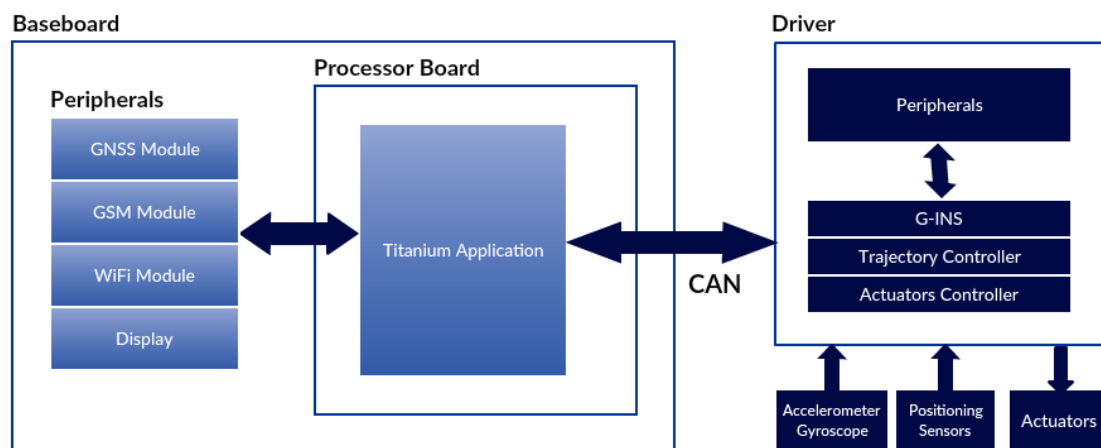 Baseboard
Peripherals
GNSS Module
GSM Module
WiFi Module
Display
Processor Board
Titanium Application
CAN
Driver
Peripherals
G-INS
Trajectory Controller
Actuators Controller
Accelerometer
Gyroscope
Positioning
Sensors
Actuators